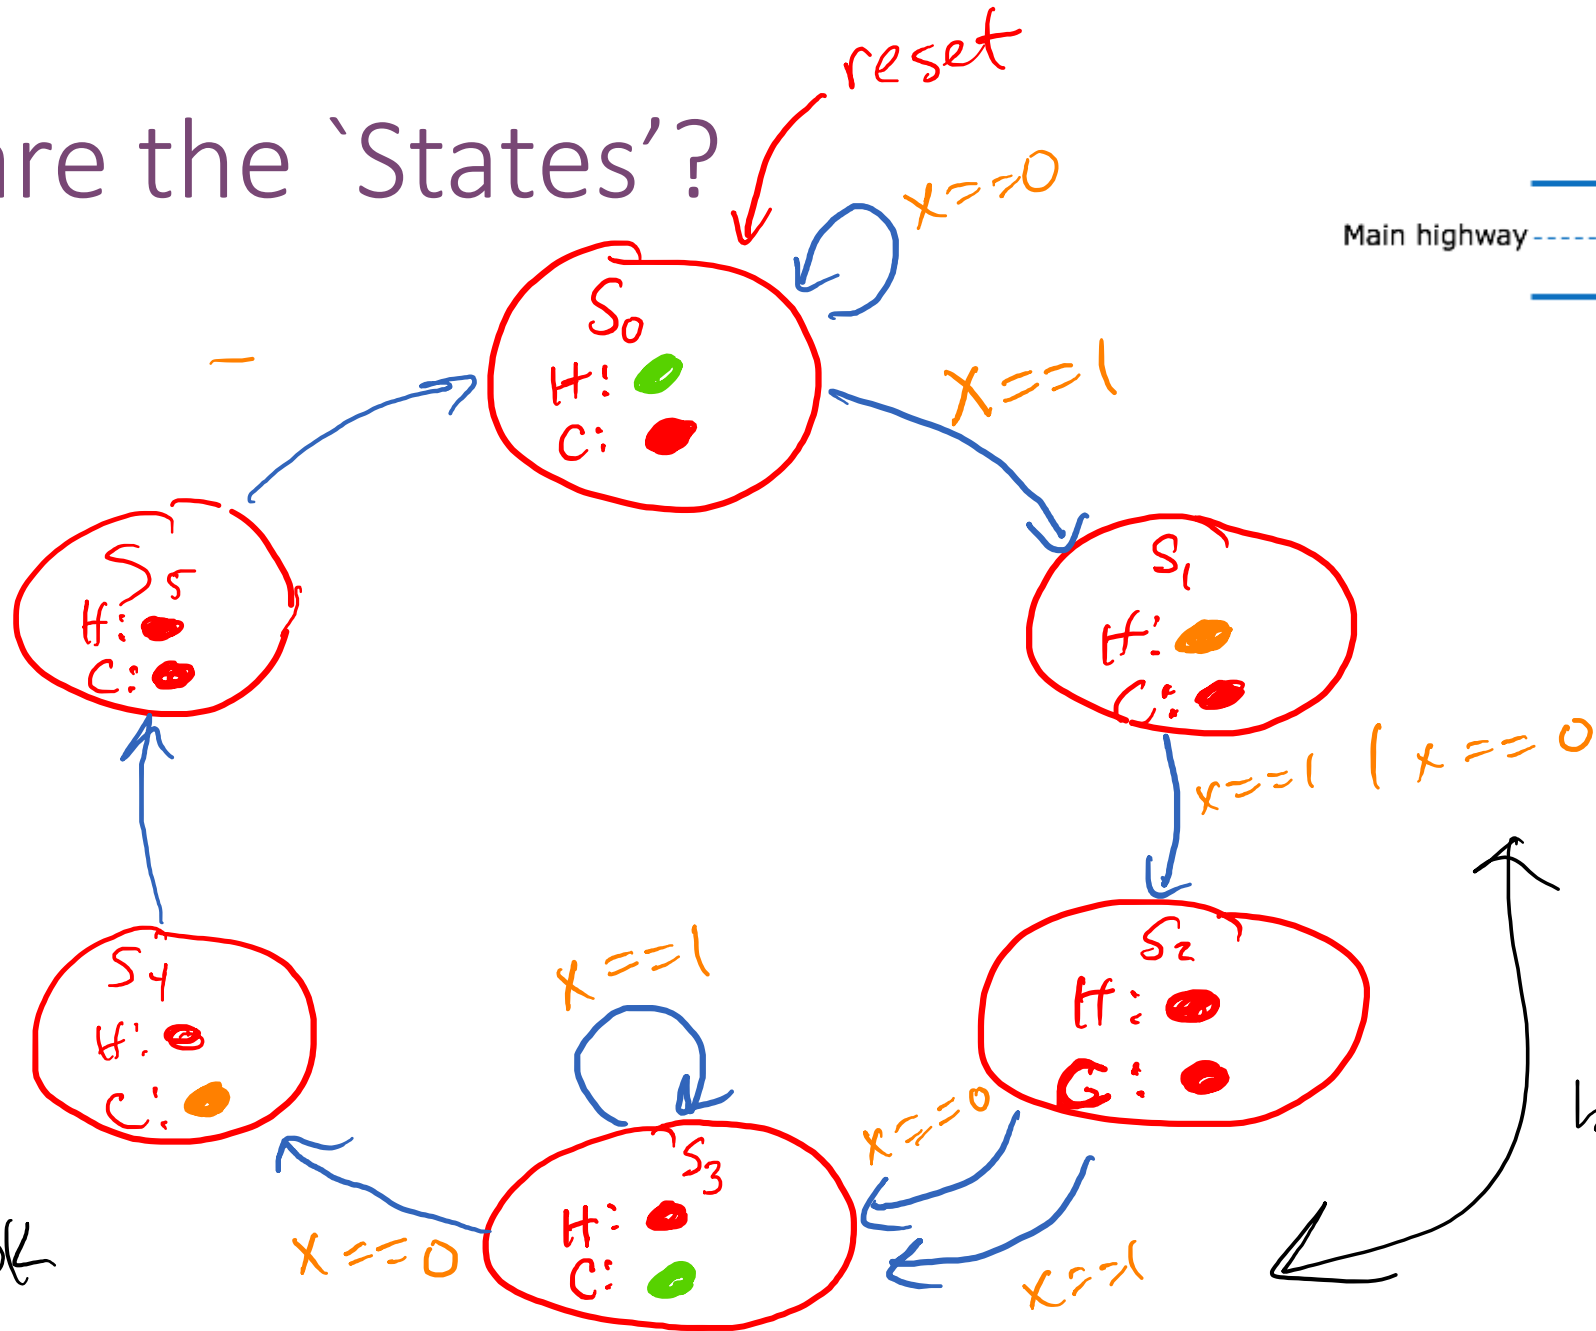 reset
are the `States’?
x==0
Main highway
S0
H:
C:
–
x==1
S5
H:
C:
S1
H:
C:
x==1 | x==0
S4
H:
C:
x==1
S2
H:
C:
x==0
S3
H:
C:
x==0
x==1